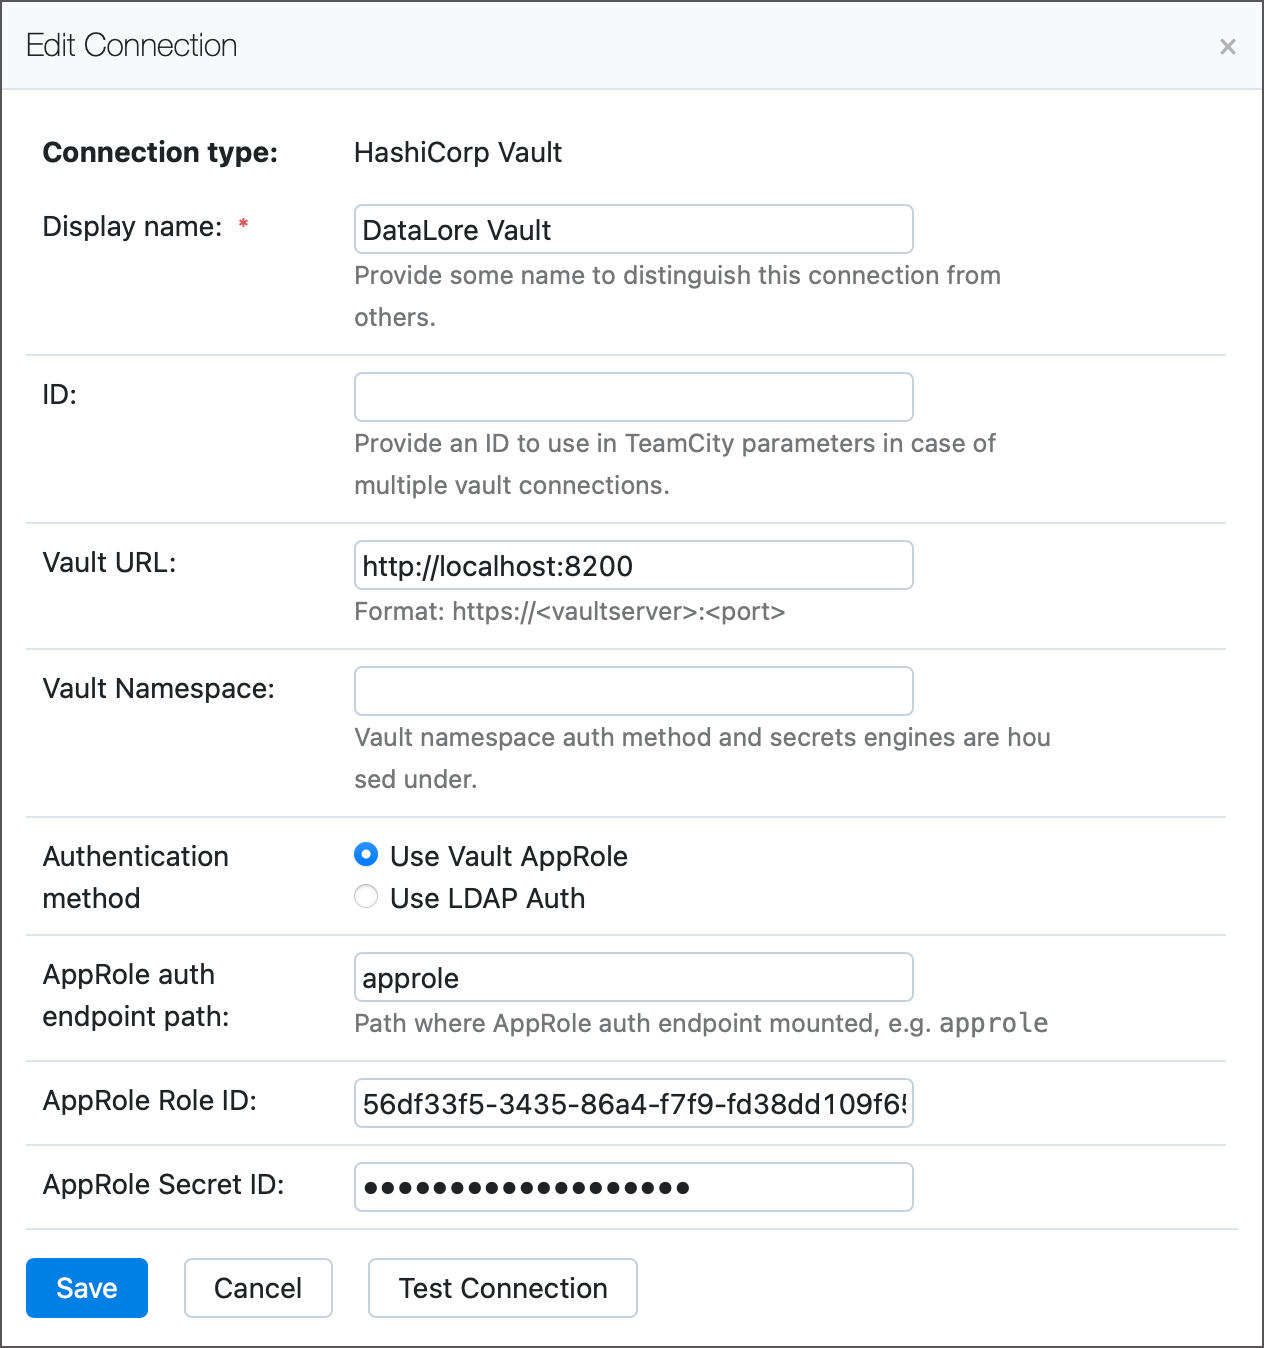 Edit Connection ×
Connection type: HashiCorp Vault
Display name: * DataLore Vault
Provide some name to distinguish this connection from
others.
ID:
Provide an ID to use in TeamCity parameters in case of
multiple vault connections.
Vault URL: http://localhost:8200
Format: https://<vaultserver>:<port>
Vault Namespace:
Vault namespace auth method and secrets engines are hou
sed under.
Authentication
method
Use Vault AppRole
Use LDAP Auth
AppRole auth
endpoint path:
approle
Path where AppRole auth endpoint mounted, e.g. approle
AppRole Role ID: 56df33f5-3435-86a4-f7f9-fd38dd109f65
AppRole Secret ID: •••••••••••••••••••
Save Cancel Test Connection